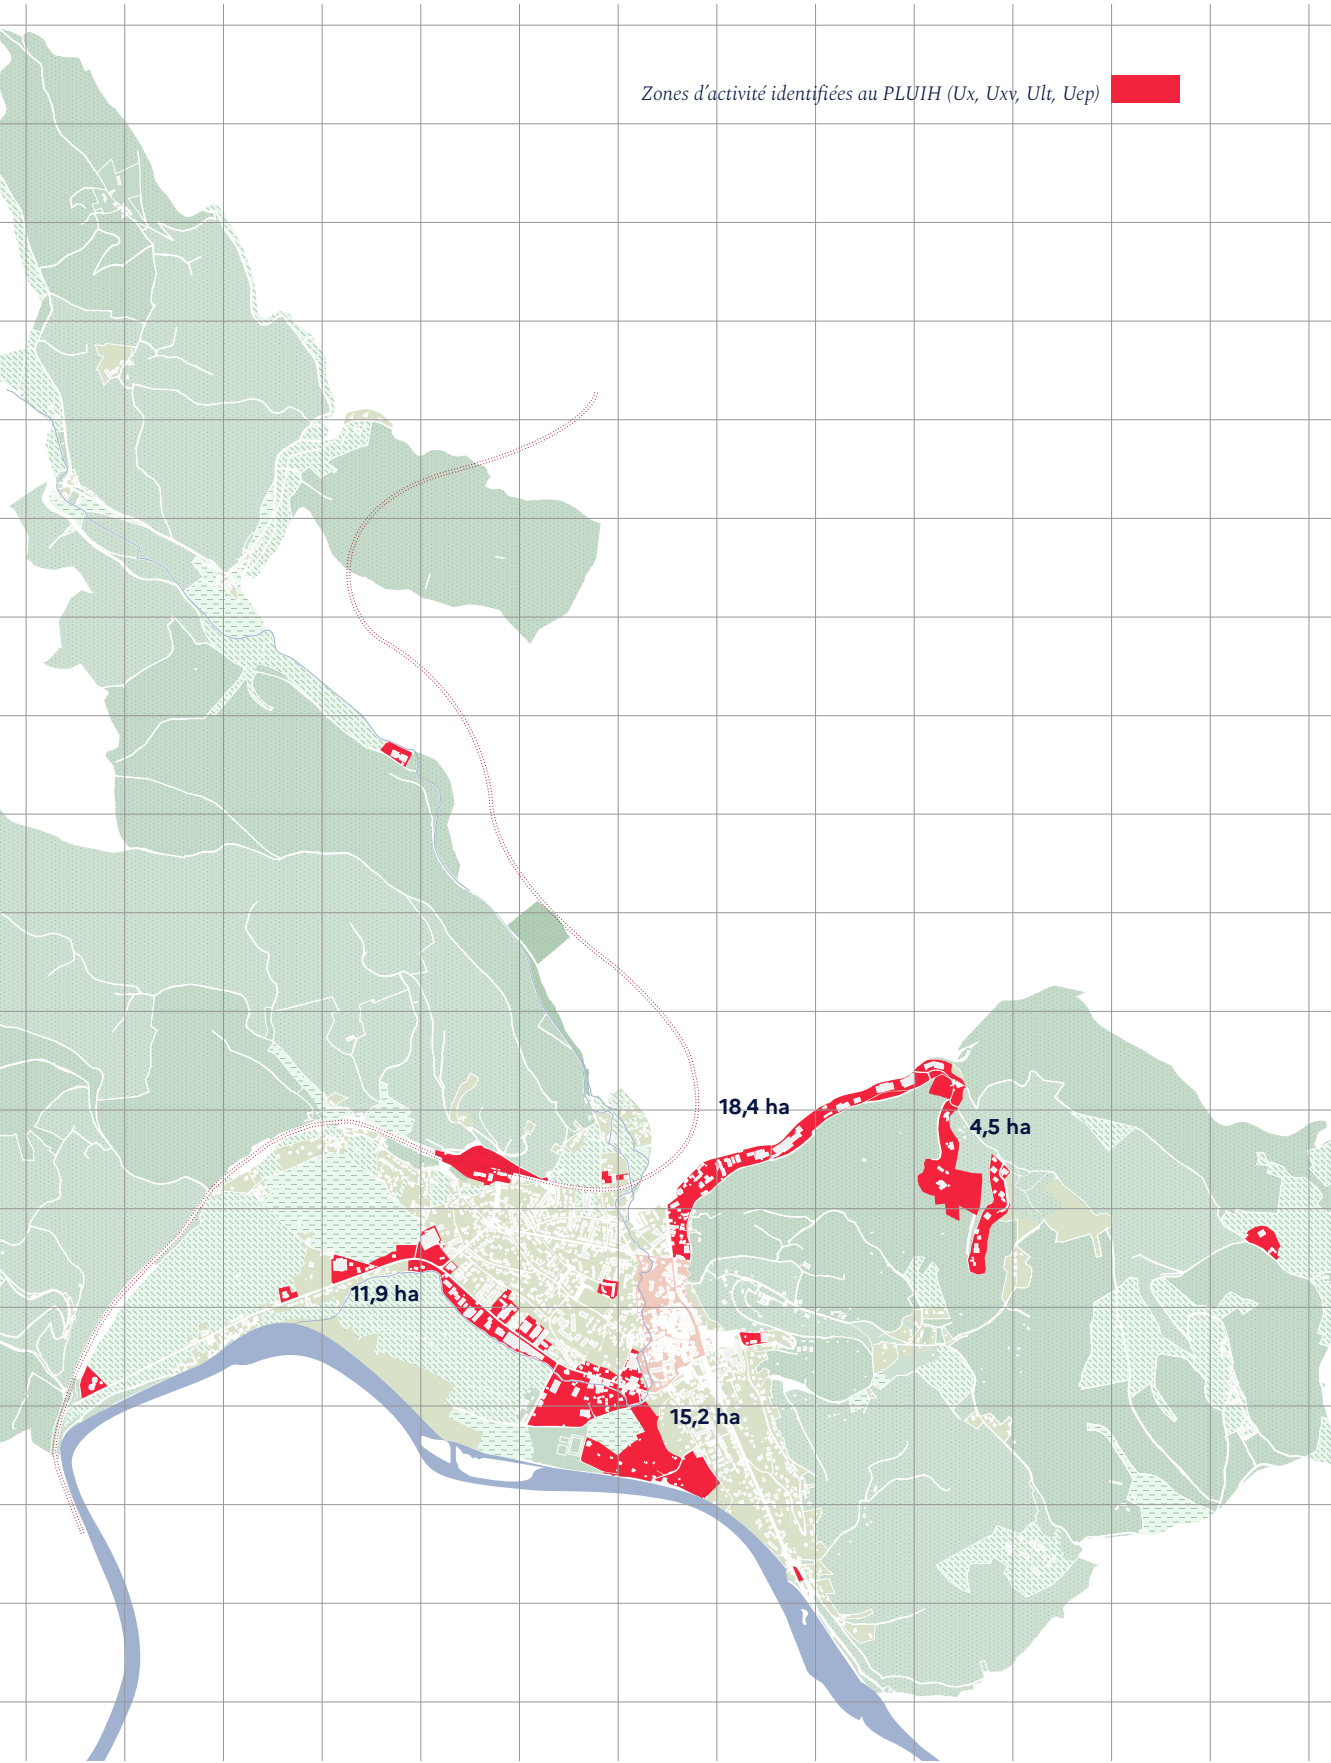 Zones d'activité identifiées au PLUIH (Ux, Uxv, Ult, Uep)
18,4 ha
4,5 ha
11,9 ha
15,2 ha